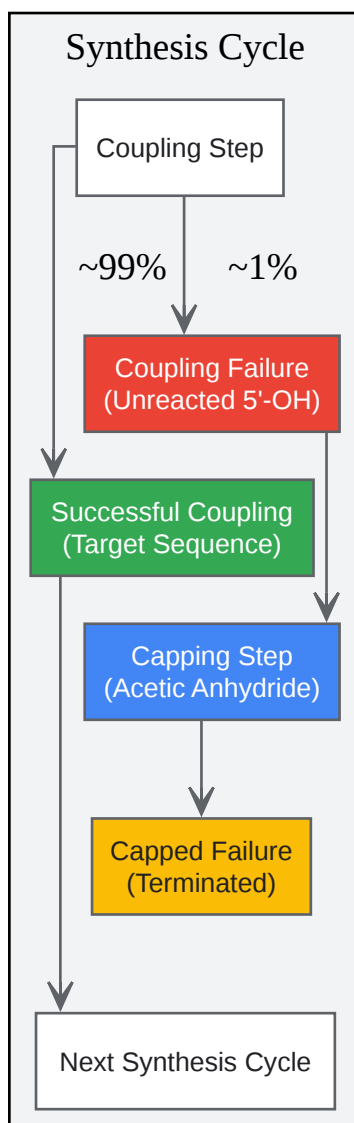 Synthesis Cycle
Coupling Step
~99% ~1%
Coupling Failure
(Unreacted 5'-OH)
Successful Coupling
(Target Sequence)
Capping Step
(Acetic Anhydride)
Capped Failure
(Terminated)
Next Synthesis Cycle